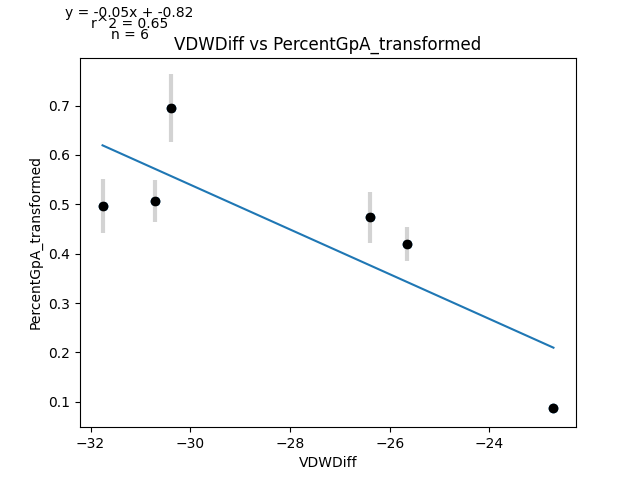 y = -0.05x + -0.82
r^2 = 0.65
n = 6
VDWDiff vs PercentGpA_transformed
PercentGpA_transformed
0.7
0.6
0.5
0.4
0.3
0.2
0.1
−32
−30
−28
−26
−24
VDWDiff